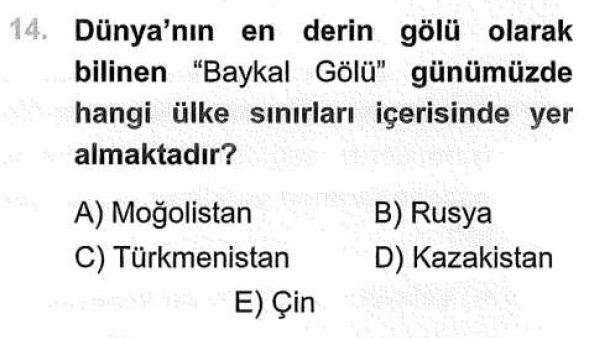 14. Dünya’nın en derin gölü olarak
bilinen “Baykal Gölü” günümüzde
hangi ülke sınırları içerisinde yer
almaktadır?
A) Moğolistan B) Rusya
C) Türkmenistan D) Kazakistan
E) Çin